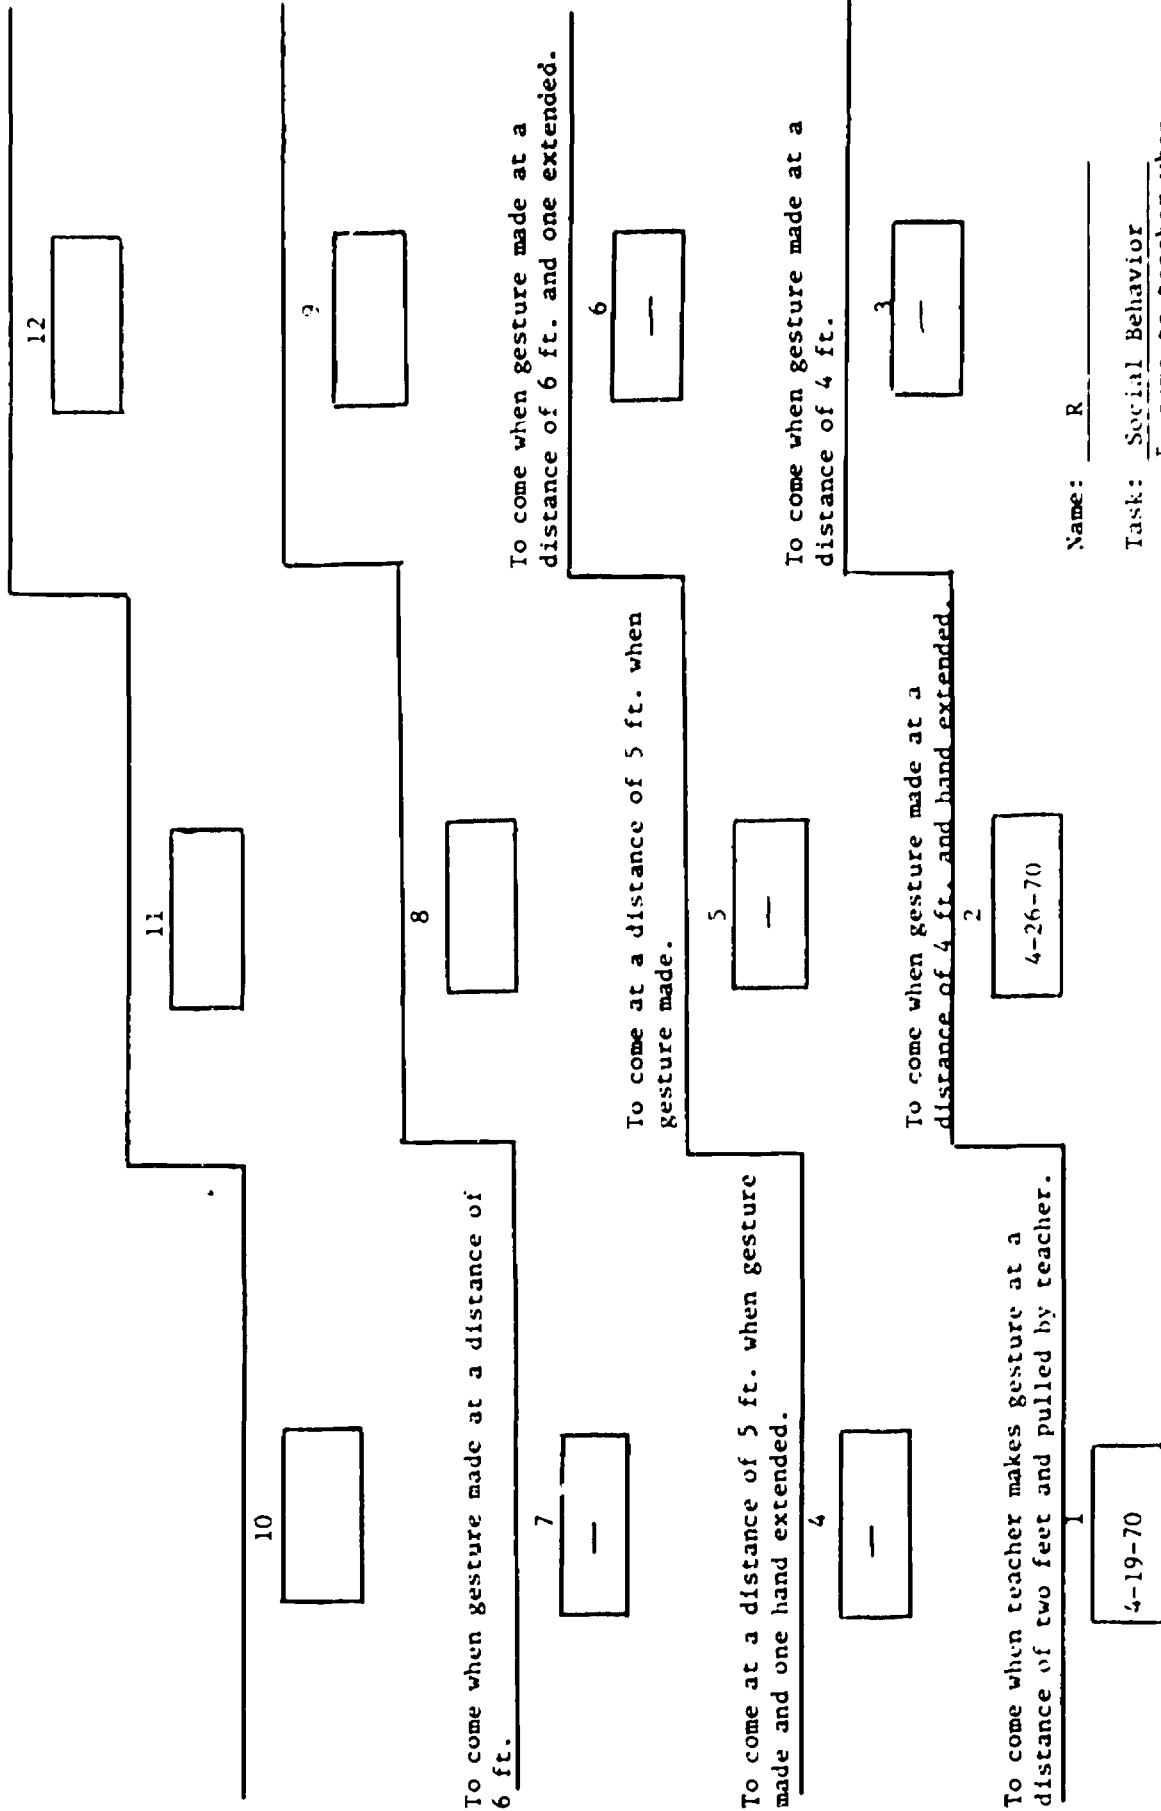 12
11
10
9
8
To come when gesture made at a distance of
6 ft.
7
—
To come when gesture made at a
distance of 6 ft. and one extended.
6
—
To come at a distance of 5 ft. when
gesture made.
5
—
To come at a distance of 5 ft. when gesture
made and one hand extended.
4
—
To come when gesture made at a
distance of 4 ft.
3
—
To come when gesture made at a
distance of 4 ft. and hand extended.
2
4-26-70
To come when teacher makes gesture at a
distance of two feet and pulled by teacher.
1
4-19-70
Name: R
Task: Social Behavior